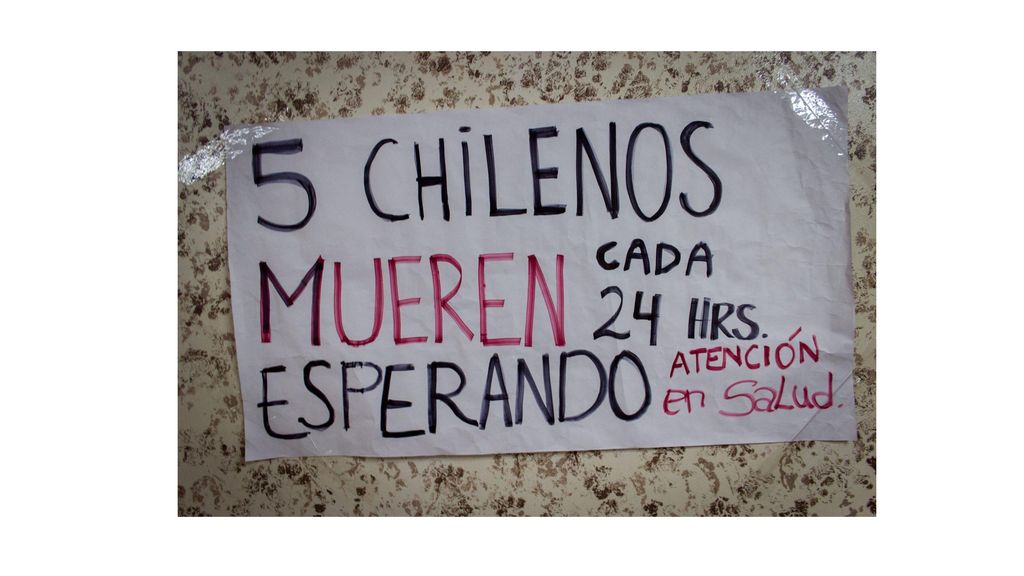 5 CHiLENOS
MUEREN CADA
24 HRS.
ESPERANDO ATENCIÓN
en SaLud.